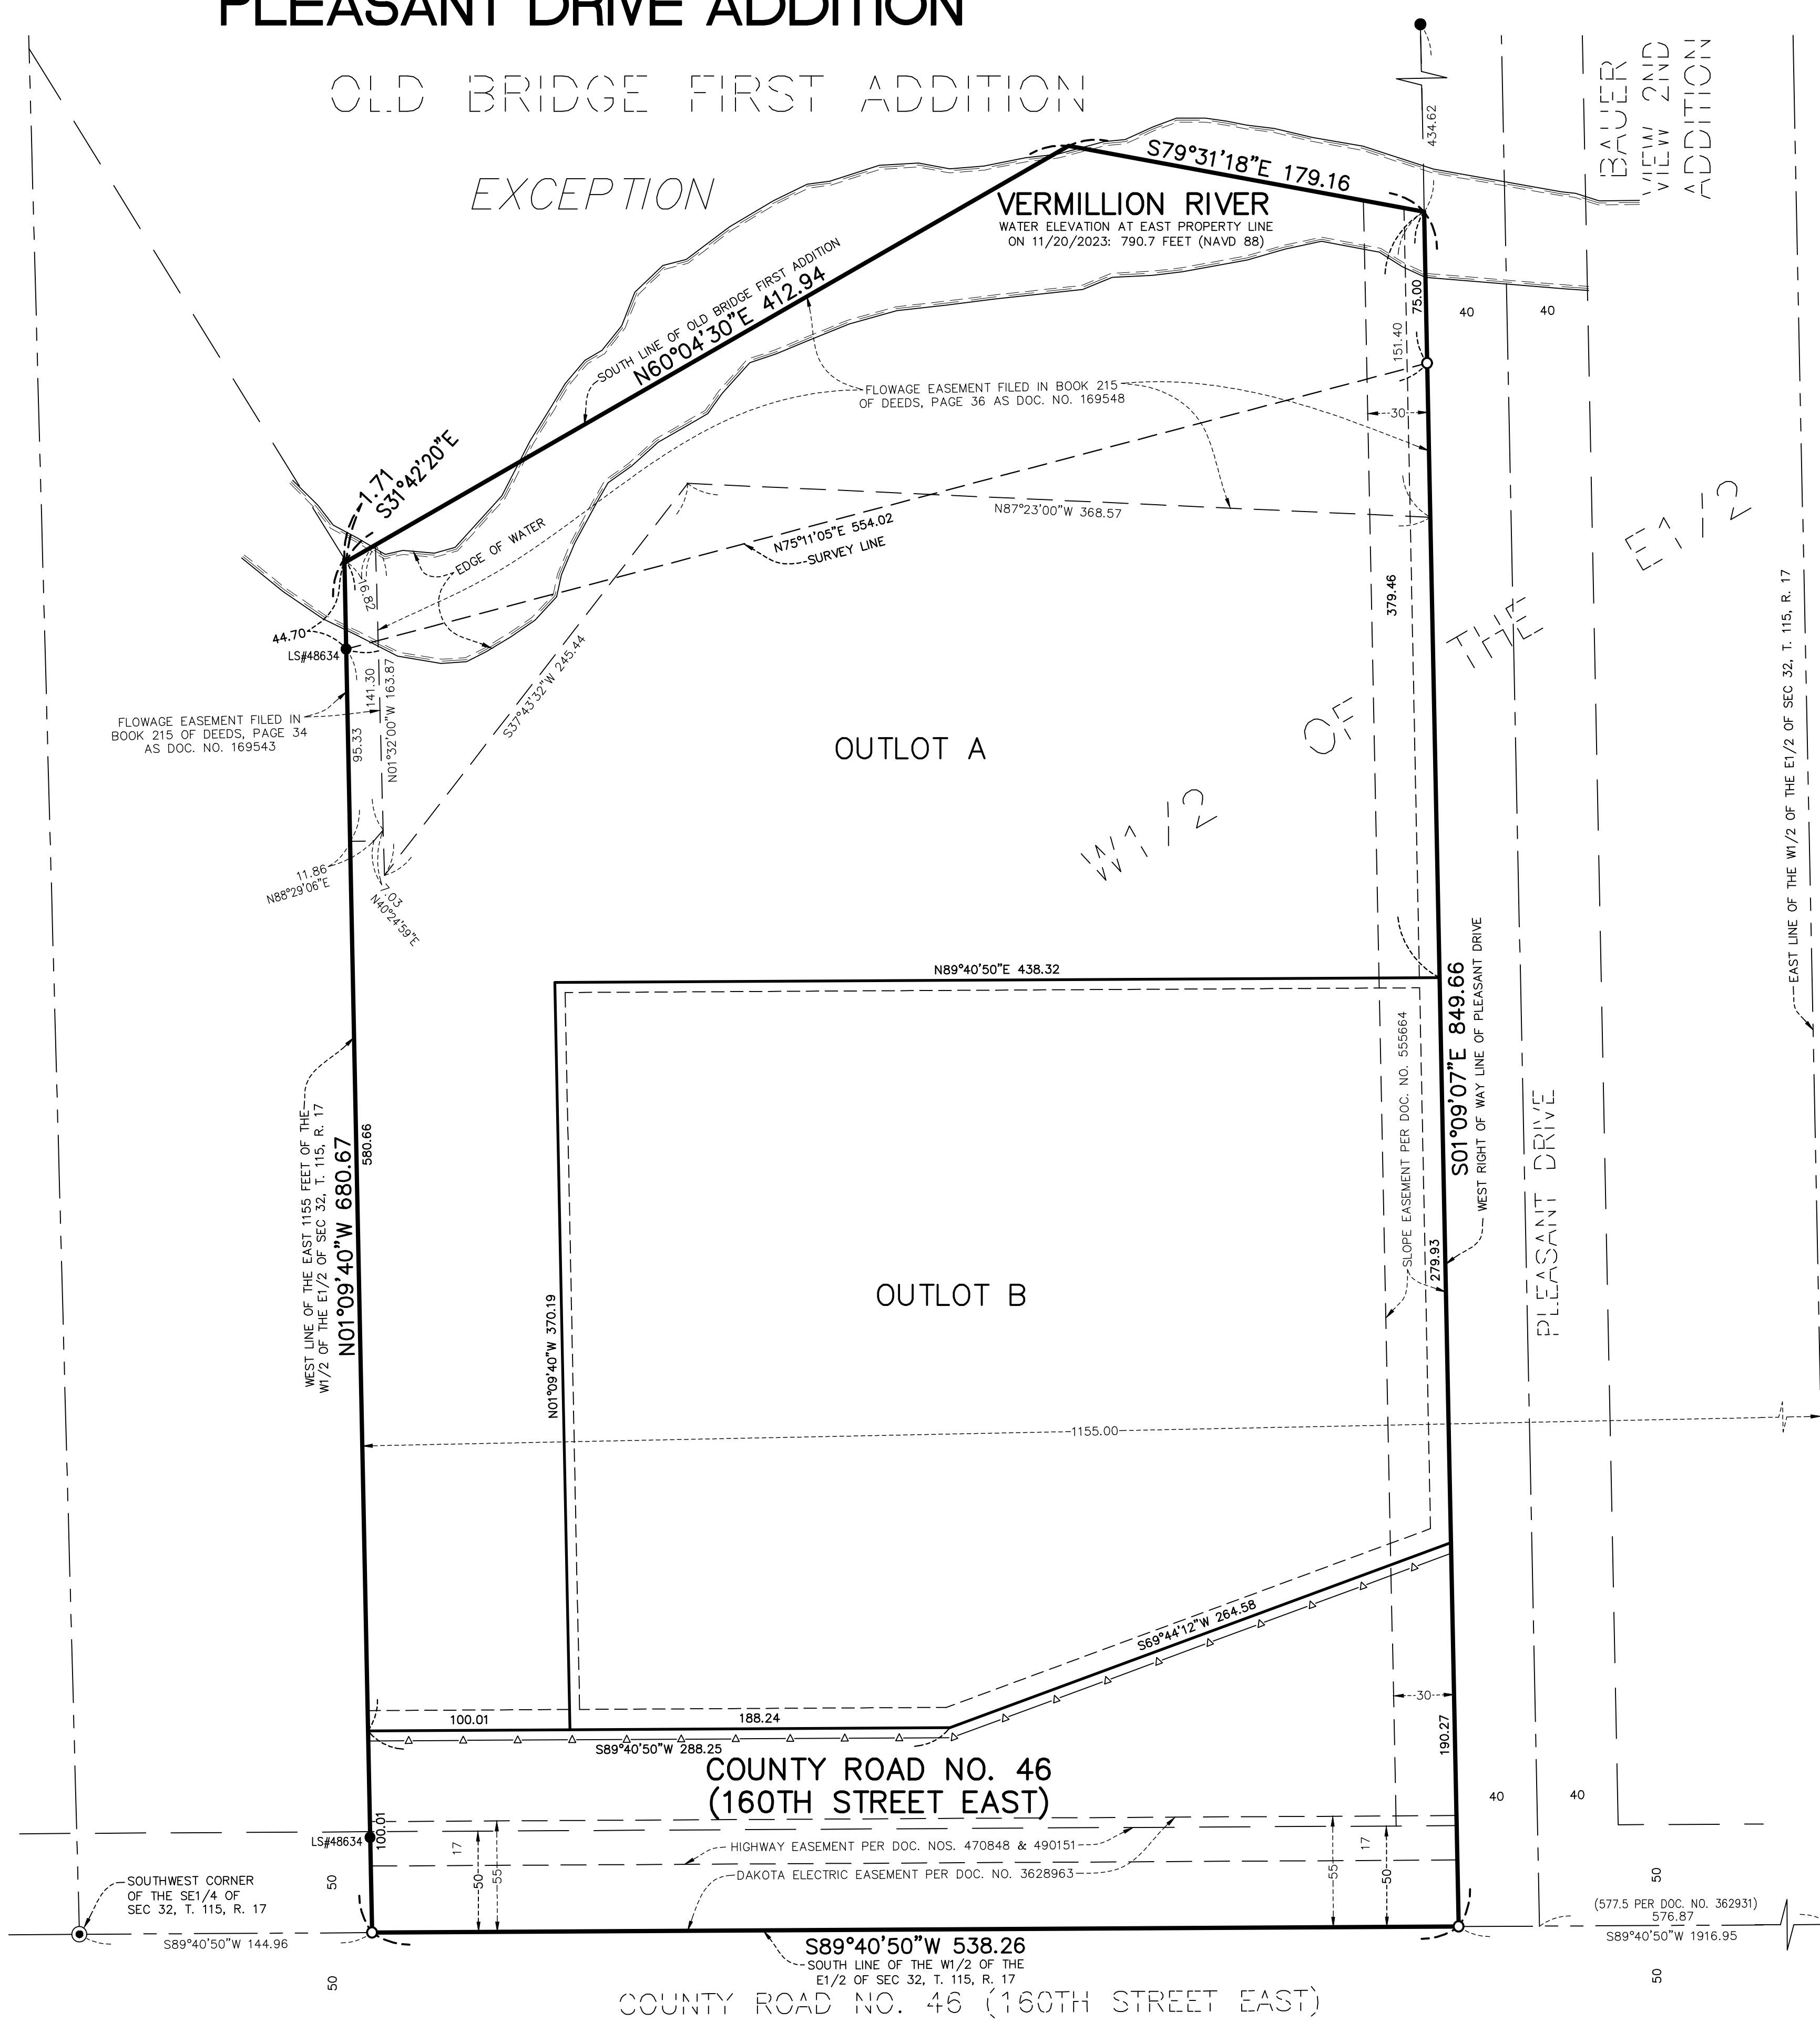 PLEASANT DRIVE ADDITION
OLD BRIDGE FIRST ADDITION
EXCEPTION
BAUER
VIEW 2ND
ADDITION
434.62
S79°31'18"E 179.16
VERMILLION RIVER
WATER ELEVATION AT EAST PROPERTY LINE
ON 11/20/2023: 790.7 FEET (NAVD 88)
SOUTH LINE OF OLD BRIDGE FIRST ADDITION
N60°04'30"E 412.94
75.00
151.40
40
40
FLOWAGE EASEMENT FILED IN BOOK 215
OF DEEDS, PAGE 36 AS DOC. NO. 169548
30
1.71
S31°42'20"E
EDGE OF WATER
N75°11'05"E 554.02
SURVEY LINE
N87°23'00"W 368.57
16.82
44.70
LS#48634
S37°43'32"W 245.44
379.46
FLOWAGE EASEMENT FILED IN
BOOK 215 OF DEEDS, PAGE 34
AS DOC. NO. 169543
95.33
141.30
N01°32'00"W 163.87
11.86
N88°29'06"E
7.03
N40°24'59"E
OUTLOT A
W1/2 OF THE E1/2
EAST LINE OF THE W1/2 OF THE E1/2 OF SEC 32, T. 115, R. 17
N89°40'50"E 438.32
S01°09'07"E 849.66
WEST RIGHT OF WAY LINE OF PLEASANT DRIVE
SLOPE EASEMENT PER DOC. NO. 555664
279.93
PLEASANT DRIVE
WEST LINE OF THE EAST 1155 FEET OF THE
W1/2 OF THE E1/2 OF SEC 32, T. 115, R. 17
N01°09'40"W 680.67
580.66
N01°09'40"W 370.19
OUTLOT B
1155.00
S69°44'12"W 264.58
30
190.27
100.01
188.24
S89°40'50"W 288.25
COUNTY ROAD NO. 46
(160TH STREET EAST)
40
40
LS#48634
100.01
17
50
55
HIGHWAY EASEMENT PER DOC. NOS. 470848 & 490151
DAKOTA ELECTRIC EASEMENT PER DOC. NO. 3628963
55
17
50
SOUTHWEST CORNER
OF THE SE1/4 OF
SEC 32, T. 115, R. 17
50
50
S89°40'50"W 144.96
S89°40'50"W 538.26
SOUTH LINE OF THE W1/2 OF THE
E1/2 OF SEC 32, T. 115, R. 17
(577.5 PER DOC. NO. 362931)
576.87
S89°40'50"W 1916.95
50
50
COUNTY ROAD NO. 46 (160TH STREET EAST)